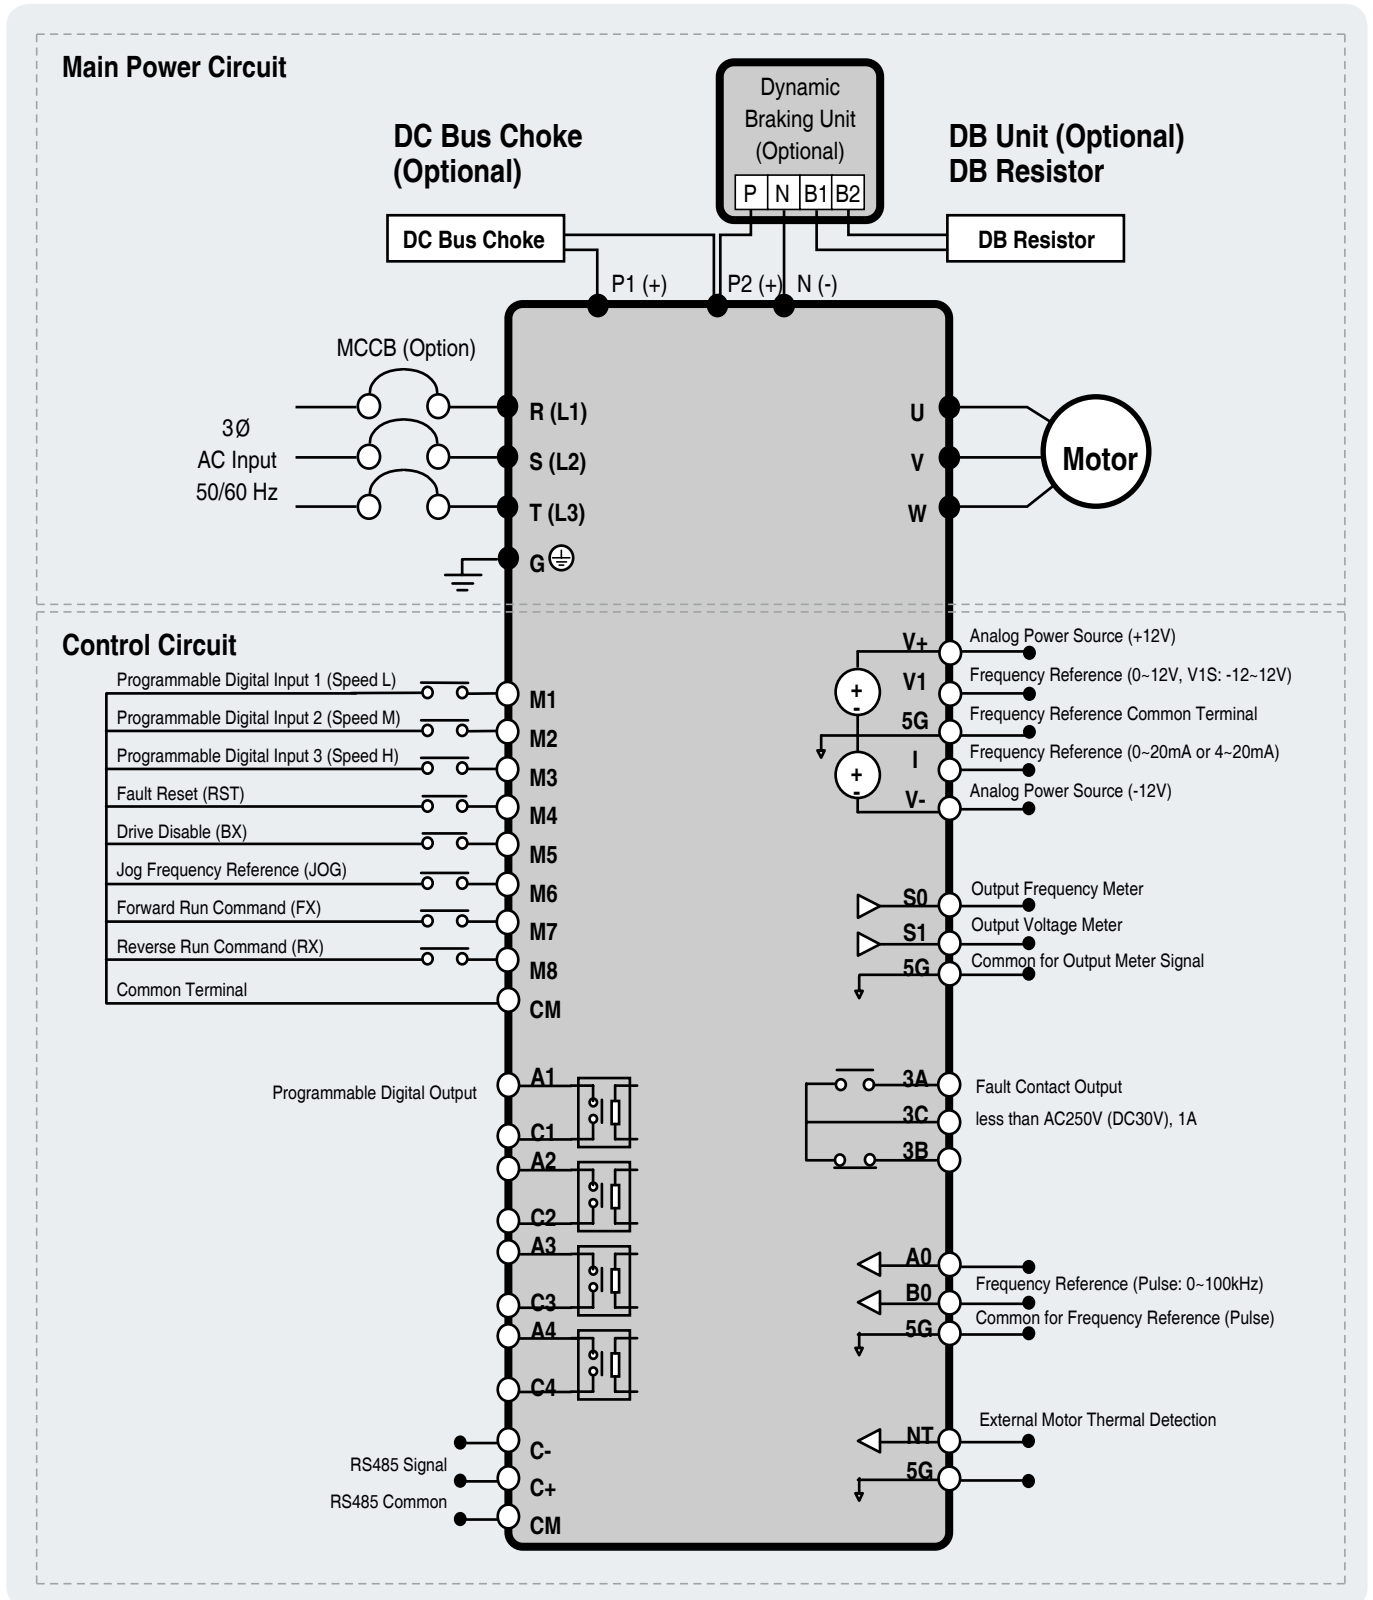 Main Power Circuit
Dynamic
Braking Unit
(Optional)
P N B1 B2
DC Bus Choke
(Optional)
DB Unit (Optional)
DB Resistor
DC Bus Choke
DB Resistor
P1 (+)
P2 (+)
N (-)
MCCB (Option)
3Ø
AC Input
50/60 Hz
R (L1)
S (L2)
T (L3)
G
U
V
W
Motor
Control Circuit
Programmable Digital Input 1 (Speed L)
M1
Programmable Digital Input 2 (Speed M)
M2
Programmable Digital Input 3 (Speed H)
M3
Fault Reset (RST)
M4
Drive Disable (BX)
M5
Jog Frequency Reference (JOG)
M6
Forward Run Command (FX)
M7
Reverse Run Command (RX)
M8
Common Terminal
CM
Programmable Digital Output
A1
C1
A2
C2
A3
C3
A4
C4
C-
RS485 Signal
C+
RS485 Common
CM
+
-
+
-
V+
Analog Power Source (+12V)
V1
Frequency Reference (0~12V, V1S: -12~12V)
5G
Frequency Reference Common Terminal
I
Frequency Reference (0~20mA or 4~20mA)
V-
Analog Power Source (-12V)
S0
Output Frequency Meter
S1
Output Voltage Meter
5G
Common for Output Meter Signal
3A
Fault Contact Output
3C
less than AC250V (DC30V), 1A
3B
A0
B0
Frequency Reference (Pulse: 0~100kHz)
5G
Common for Frequency Reference (Pulse)
NT
External Motor Thermal Detection
5G